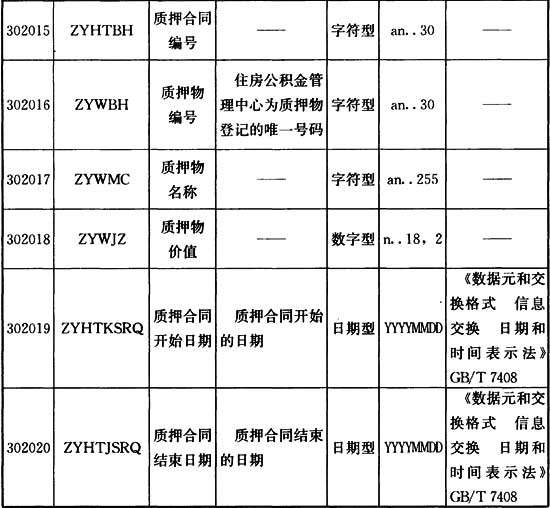 302015 ZYHTBH 质押合同编号 —— 字符型 an..30 ——
302016 ZYWBH 质押物编号 住房公积金管理中心为质押物登记的唯一号码 字符型 an..30 ——
302017 ZYWMC 质押物名称 —— 字符型 an..255 ——
302018 ZYWJZ 质押物价值 —— 数字型 n..18，2 ——
302019 ZYHTKSRQ 质押合同开始日期 质押合同开始的日期 日期型 YYYYMMDD 《数据元和交换格式 信息交换 日期和时间表示法》GB/T 7408
302020 ZYHTJSRQ 质押合同结束日期 质押合同结束的日期 日期型 YYYYMMDD 《数据元和交换格式 信息交换 日期和时间表示法》GB/T 7408